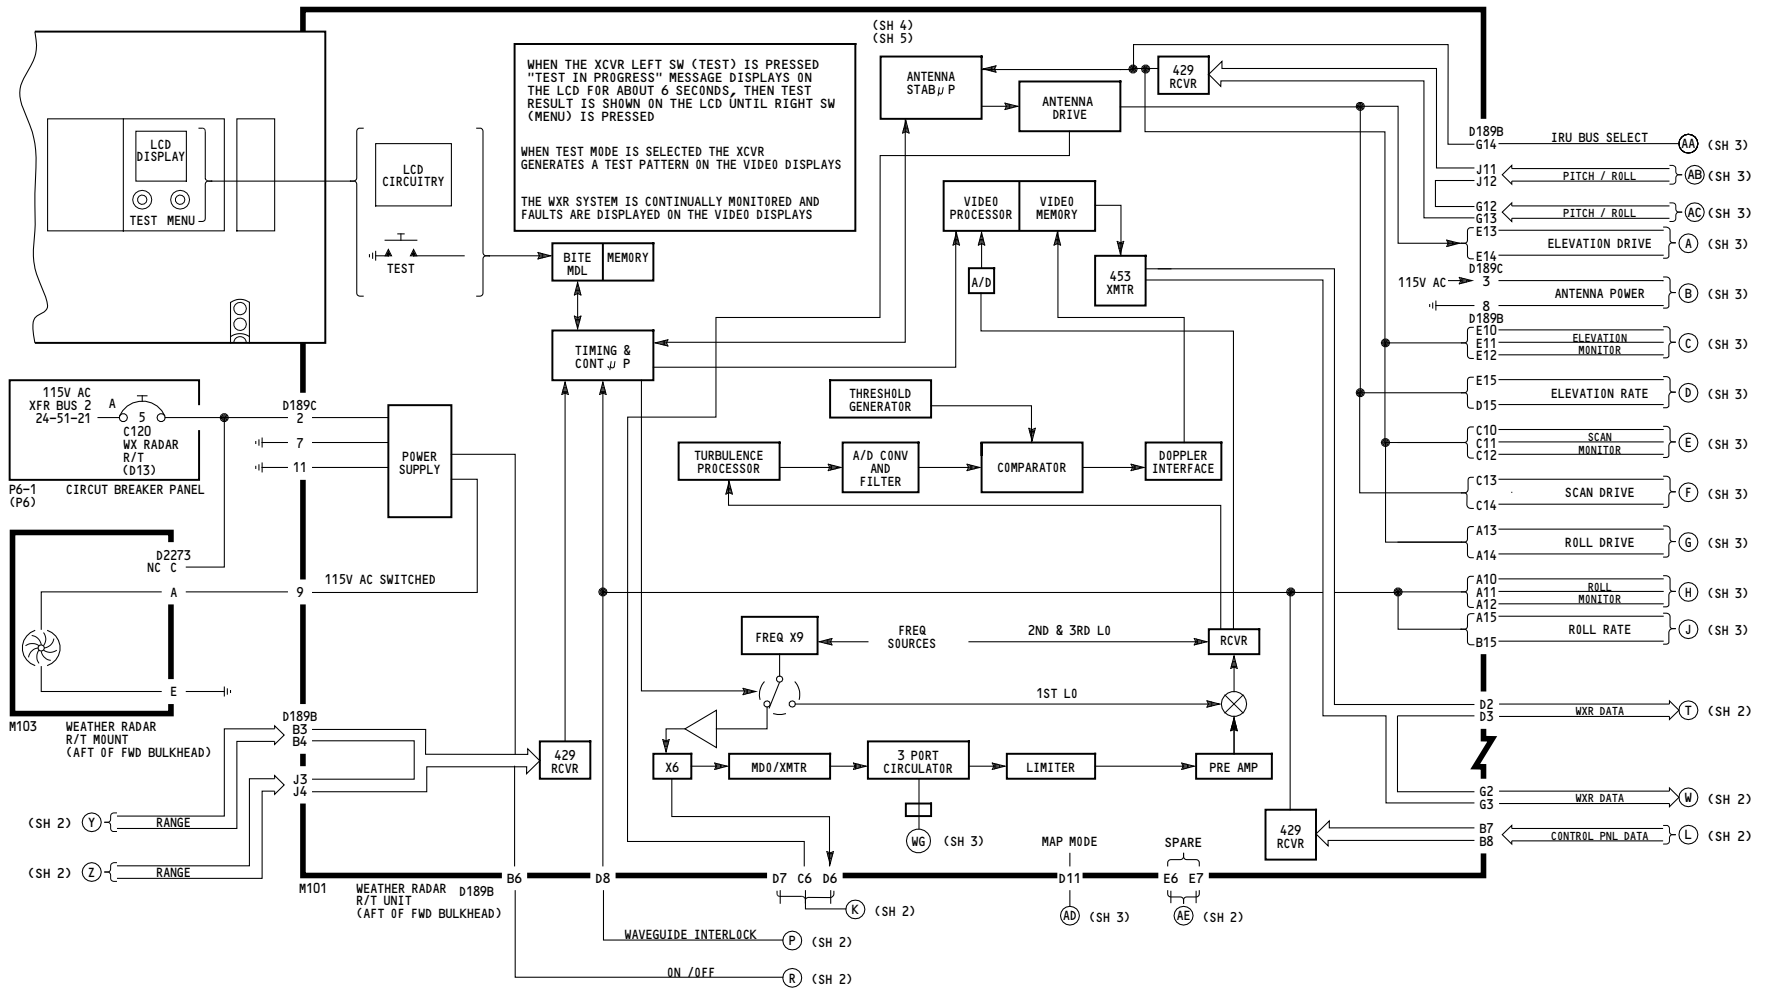 (SH 4)
(SH 5)
WHEN THE XCVR LEFT SW (TEST) IS PRESSED
"TEST IN PROGRESS" MESSAGE DISPLAYS ON
THE LCD FOR ABOUT 6 SECONDS, THEN TEST
RESULT IS SHOWN ON THE LCD UNTIL RIGHT SW
(MENU) IS PRESSED
WHEN TEST MODE IS SELECTED THE XCVR
GENERATES A TEST PATTERN ON THE VIDEO DISPLAYS
THE WXR SYSTEM IS CONTINUALLY MONITORED AND
FAULTS ARE DISPLAYED ON THE VIDEO DISPLAYS
LCD
DISPLAY
TEST MENU
LCD
CIRCUITRY
TEST
BITE
MDL
MEMORY
TIMING &
CONT µ P
ANTENNA
STAB µ P
ANTENNA
DRIVE
429
RCVR
VIDEO
PROCESSOR
VIDEO
MEMORY
A/D
453
XMTR
THRESHOLD
GENERATOR
TURBULENCE
PROCESSOR
A/D CONV
AND
FILTER
COMPARATOR
DOPPLER
INTERFACE
115V AC
XFR BUS 2
24-51-21
A
5
C120
WX RADAR
R/T
(D13)
P6-1
(P6)
CIRCUT BREAKER PANEL
D189C
2
7
11
POWER
SUPPLY
D2273
NC C
A
9
115V AC SWITCHED
E
M103
WEATHER RADAR
R/T MOUNT
(AFT OF FWD BULKHEAD)
D189B
B3
B4
J3
J4
(SH 2) Y RANGE
(SH 2) Z RANGE
429
RCVR
FREQ X9
FREQ
SOURCES
2ND & 3RD LO
RCVR
1ST LO
X6
MDO/XMTR
3 PORT
CIRCULATOR
LIMITER
PRE AMP
WG (SH 3)
429
RCVR
M101
WEATHER RADAR
R/T UNIT
(AFT OF FWD BULKHEAD)
D189B
B6
D8
D7 C6 D6
K (SH 2)
MAP MODE
D11
AD (SH 3)
SPARE
E6 E7
AE (SH 2)
WAVEGUIDE INTERLOCK P (SH 2)
ON /OFF R (SH 2)
D189B
G14 IRU BUS SELECT AA (SH 3)
J11
J12
PITCH / ROLL AB (SH 3)
G12
G13
PITCH / ROLL AC (SH 3)
E13
E14
ELEVATION DRIVE A (SH 3)
D189C
115V AC 3
8
ANTENNA POWER B (SH 3)
D189B
E10
E11
E12
ELEVATION
MONITOR
C (SH 3)
E15
D15
ELEVATION RATE D (SH 3)
C10
C11
C12
SCAN
MONITOR
E (SH 3)
C13
C14
SCAN DRIVE F (SH 3)
A13
A14
ROLL DRIVE G (SH 3)
A10
A11
A12
ROLL
MONITOR
H (SH 3)
A15
B15
ROLL RATE J (SH 3)
D2
D3
WXR DATA T (SH 2)
G2
G3
WXR DATA W (SH 2)
B7
B8
CONTROL PNL DATA L (SH 2)